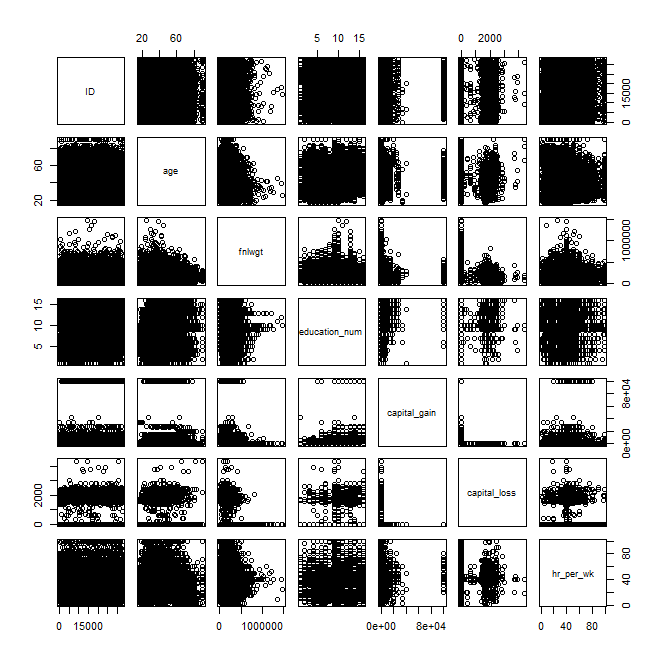 20 60
5 10 15
0 2000
ID
0 15000
20 60
age
fnlwgt
0 1000000
5 10 15
education_num
capital_gain
0e+00 8e+04
0 2000
capital_loss
hr_per_wk
0 40 80
0 15000
0 1000000
0e+00 8e+04
0 40 80